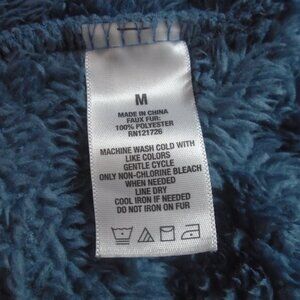 M
MADE IN CHINA
FAUX FUR:
100% POLYESTER
RN121726
MACHINE WASH COLD WITH
LIKE COLORS
GENTLE CYCLE
ONLY NON-CHLORINE BLEACH
WHEN NEEDED
LINE DRY
COOL IRON IF NEEDED
DO NOT IRON ON FUR